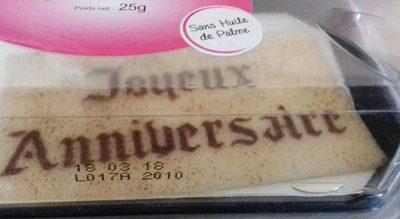 Poids net : 25g
Sans Huile
de Palme
Joyeux
Anniversaire
18 03 18
L017A 2010